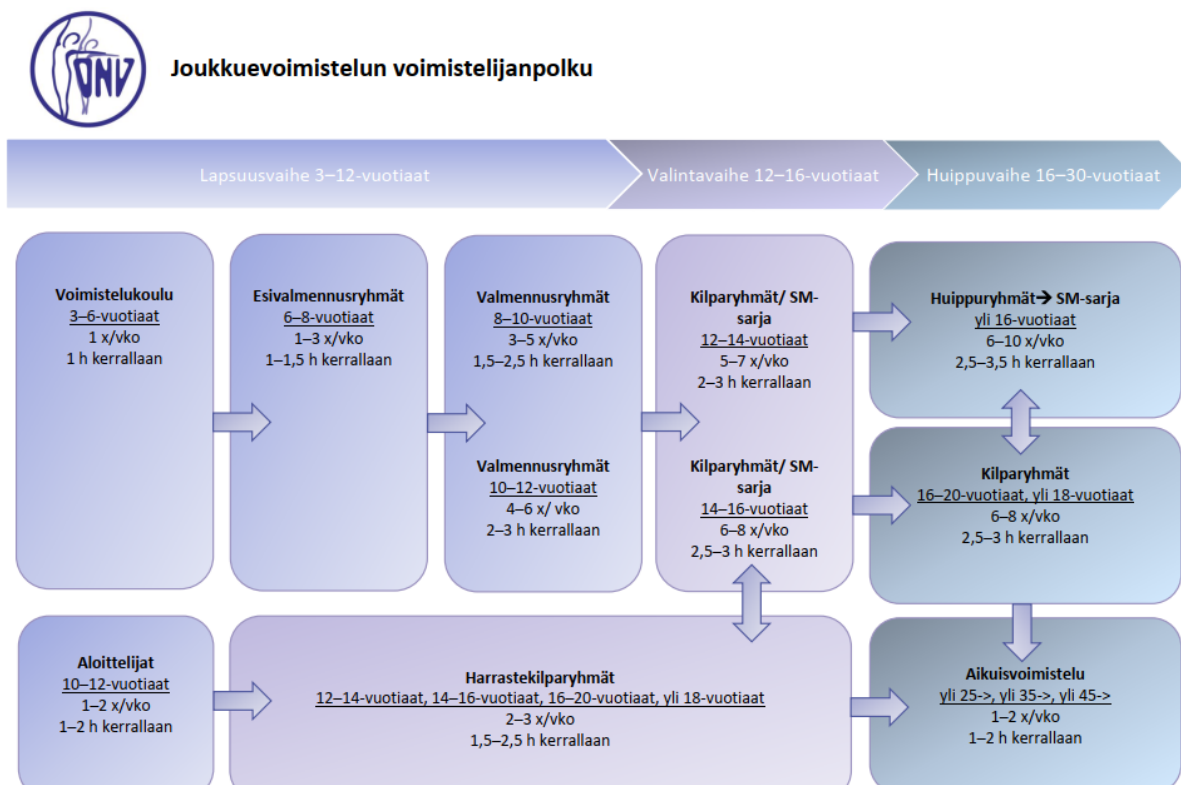 ONV
Joukkuevoimistelun voimistelijanpolku
Lapsuusvaihe 3–12-vuotiaat
Valintavaihe 12–16-vuotiaat
Huippuvaihe 16–30-vuotiaat
Voimistelukoulu
3–6-vuotiaat
1 x/vko
1 h kerrallaan
Esivalmennusryhmät
6–8-vuotiaat
1–3 x/vko
1–1,5 h kerrallaan
Valmennusryhmät
8–10-vuotiaat
3–5 x/vko
1,5–2,5 h kerrallaan
Valmennusryhmät
10–12-vuotiaat
4–6 x/ vko
2–3 h kerrallaan
Kilparyhmät/ SM-
sarja
12–14-vuotiaat
5–7 x/vko
2–3 h kerrallaan
Kilparyhmät/ SM-
sarja
14–16-vuotiaat
6–8 x/vko
2,5–3 h kerrallaan
Huippuryhmät→ SM-sarja
yli 16-vuotiaat
6–10 x/vko
2,5–3,5 h kerrallaan
Kilparyhmät
16–20-vuotiaat, yli 18-vuotiaat
6–8 x/vko
2,5–3 h kerrallaan
Aloittelijat
10–12-vuotiaat
1–2 x/vko
1–2 h kerrallaan
Harrastekilparyhmät
12–14-vuotiaat, 14–16-vuotiaat, 16–20-vuotiaat, yli 18-vuotiaat
2–3 x/vko
1,5–2,5 h kerrallaan
Aikuisvoimistelu
yli 25->, yli 35->, yli 45->
1–2 x/vko
1–2 h kerrallaan